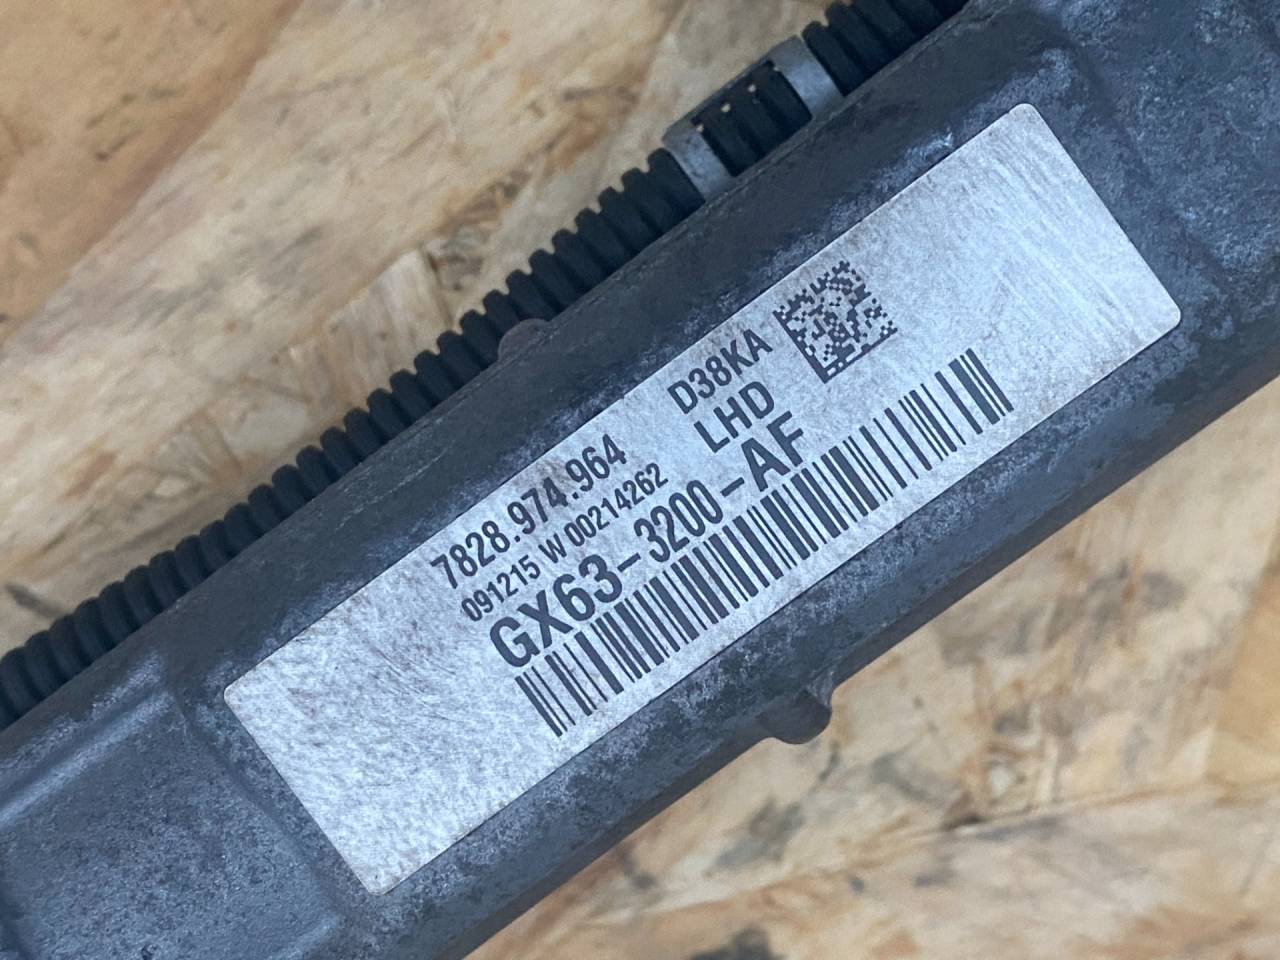 7828.974.964
D38KA
091215 W 00214262
LHD
GX63-3200-AF